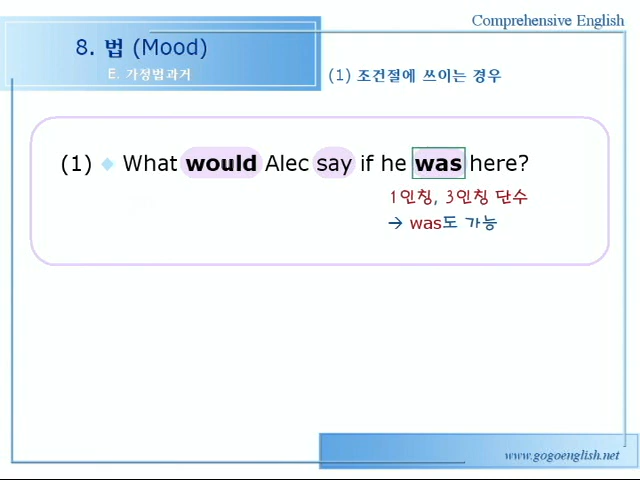 Comprehensive English
8. 법 (Mood)
E. 가정법과거
(1) 조건절에 쓰이는 경우
(1) ◆ What would Alec say if he was here?
1인칭, 3인칭 단수
→ was도 가능
www.gogoenglish.net